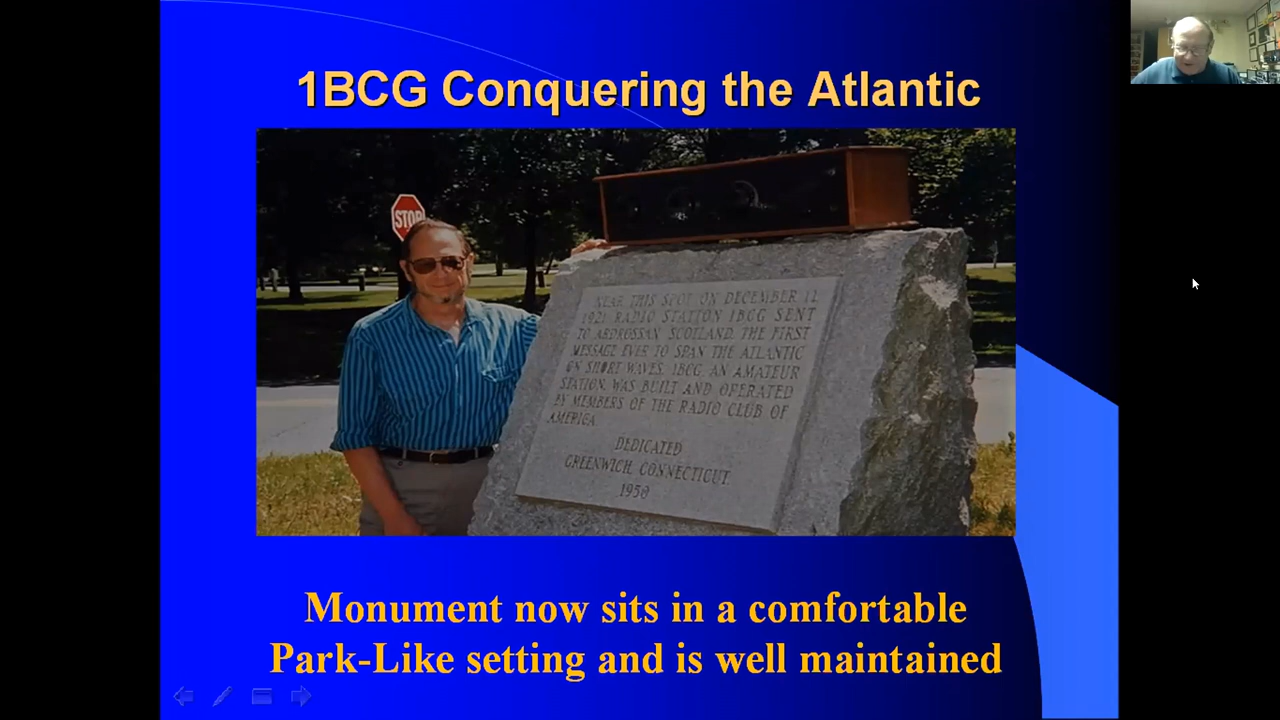 1BCG Conquering the Atlantic
STOP
NEAR THIS SPOT ON DECEMBER 11,
1921 RADIO STATION 1BCG SENT
TO ARDROSSAN SCOTLAND, THE FIRST
MESSAGE EVER TO SPAN THE ATLANTIC
ON SHORT WAVES. 1BCG, AN AMATEUR
STATION, WAS BUILT AND OPERATED
BY MEMBERS OF THE RADIO CLUB OF
AMERICA.
DEDICATED
GREENWICH, CONNECTICUT.
1950
Monument now sits in a comfortable
Park-Like setting and is well maintained